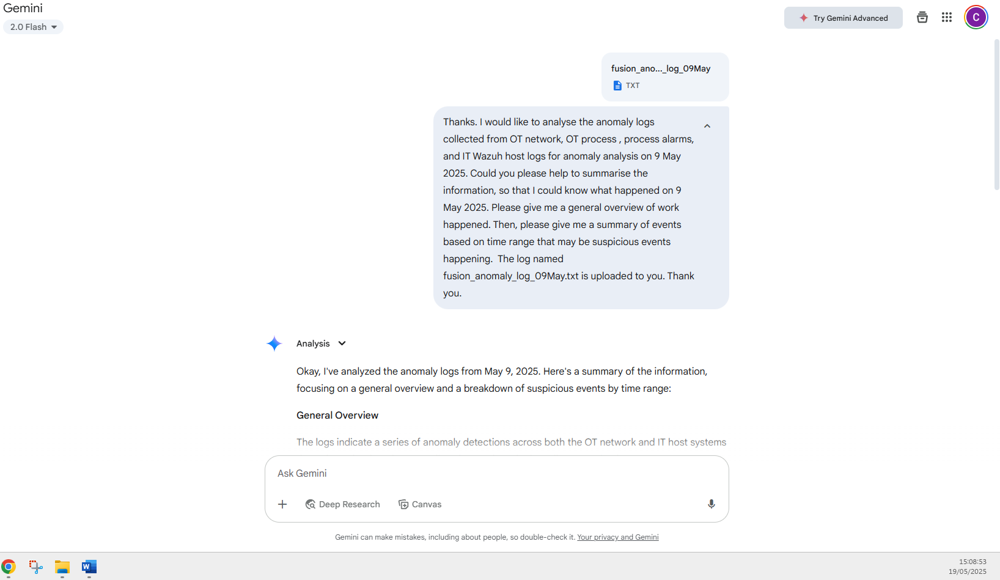 Gemini
2.0 Flash
Try Gemini Advanced
C
fusion_ano..._log_09May
TXT
Thanks. I would like to analyse the anomaly logs
collected from OT network, OT process , process alarms,
and IT Wazuh host logs for anomaly analysis on 9 May
2025. Could you please help to summarise the
information, so that I could know what happened on 9
May 2025. Please give me a general overview of work
happened. Then, please give me a summary of events
based on time range that may be suspicious events
happening.  The log named
fusion_anomaly_log_09May.txt is uploaded to you. Thank
you.
Analysis
Okay, I've analyzed the anomaly logs from May 9, 2025. Here's a summary of the information,
focusing on a general overview and a breakdown of suspicious events by time range:
General Overview
The logs indicate a series of anomaly detections across both the OT network and IT host systems
Ask Gemini
Deep Research
Canvas
Gemini can make mistakes, including about people, so double-check it. Your privacy and Gemini
W
15:08:53
19/05/2025